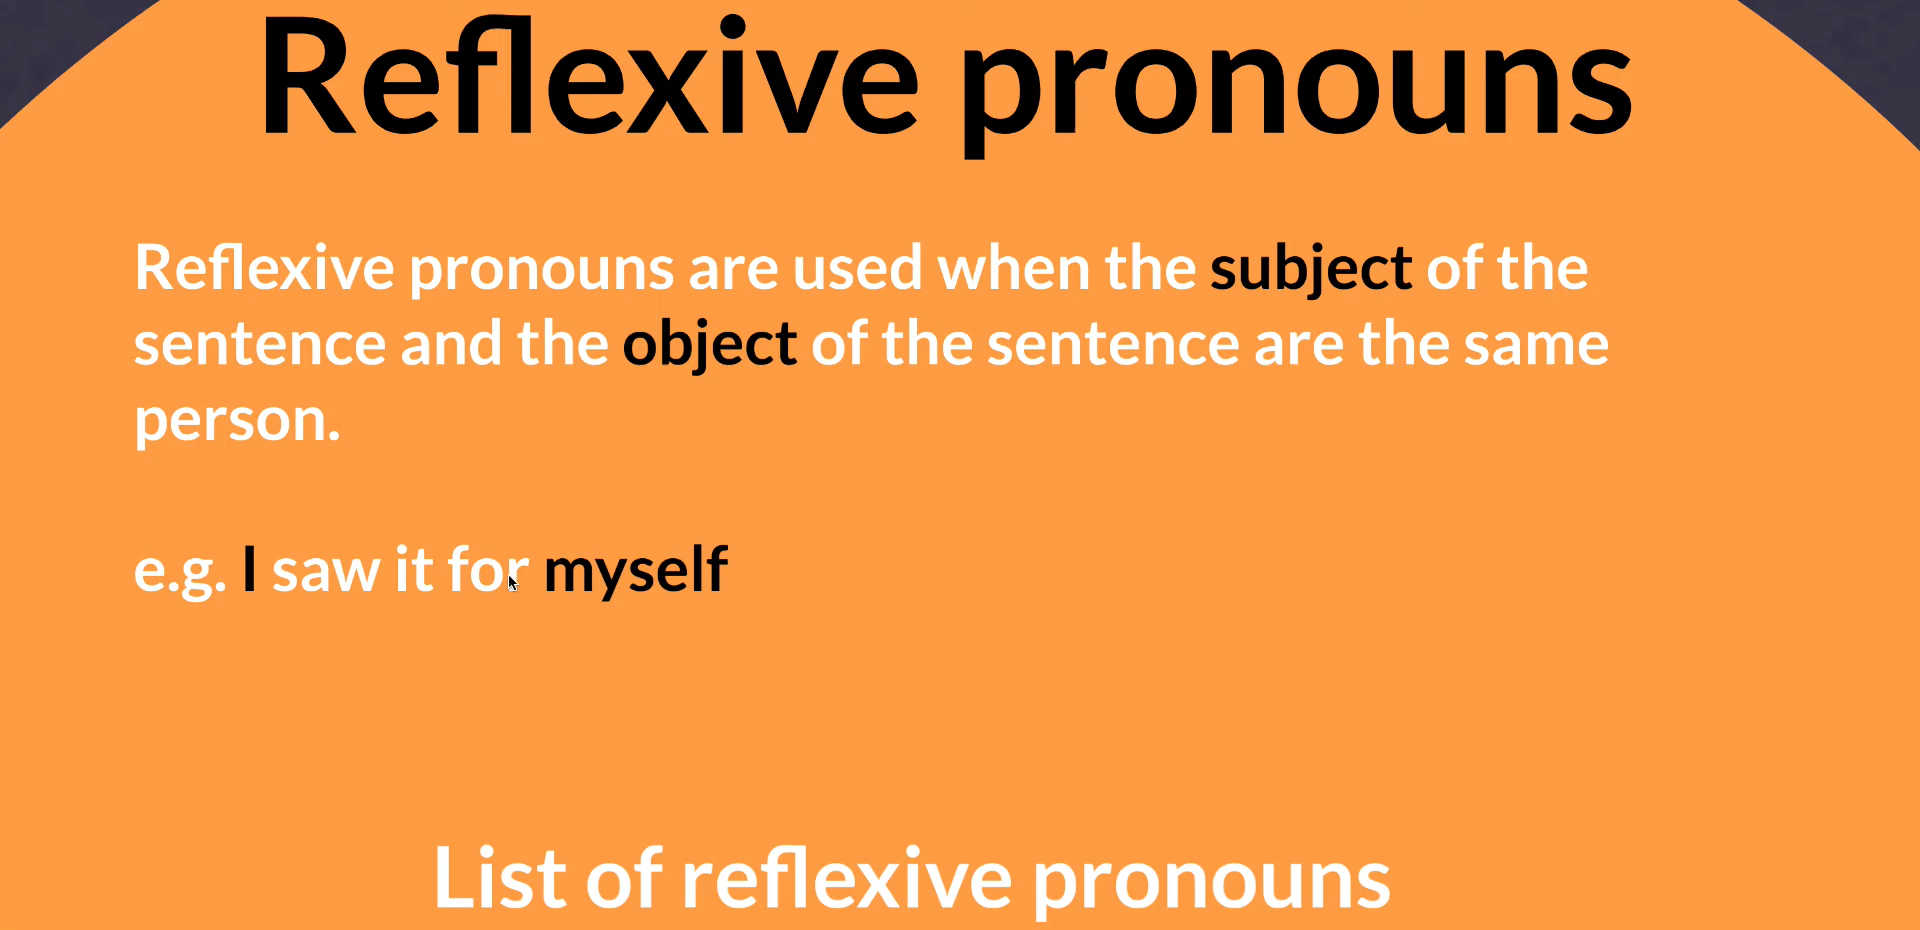 Reflexive pronouns
Reflexive pronouns are used when the subject of the
sentence and the object of the sentence are the same
person.
e.g. I saw it for myself
List of reflexive pronouns